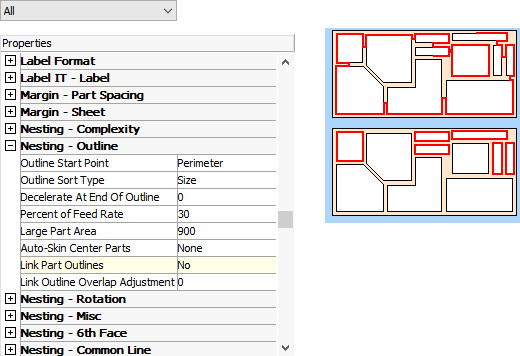 All
Properties
Label Format
Label IT - Label
Margin - Part Spacing
Margin - Sheet
Nesting - Complexity
Nesting - Outline
Outline Start Point Perimeter
Outline Sort Type Size
Decelerate At End Of Outline 0
Percent of Feed Rate 30
Large Part Area 900
Auto-Skin Center Parts None
Link Part Outlines No
Link Outline Overlap Adjustment 0
Nesting - Rotation
Nesting - Misc
Nesting - 6th Face
Nesting - Common Line